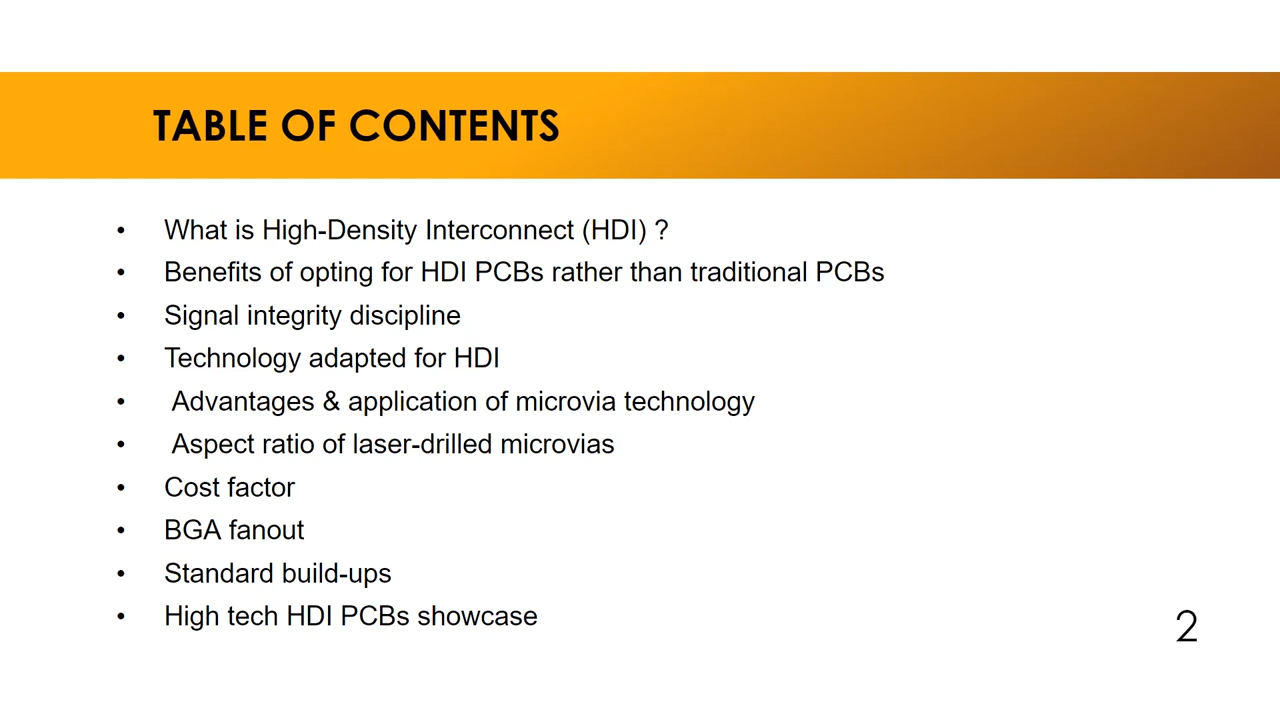 TABLE OF CONTENTS
• What is High-Density Interconnect (HDI) ?
• Benefits of opting for HDI PCBs rather than traditional PCBs
• Signal integrity discipline
• Technology adapted for HDI
• Advantages & application of microvia technology
• Aspect ratio of laser-drilled microvias
• Cost factor
• BGA fanout
• Standard build-ups
• High tech HDI PCBs showcase
2